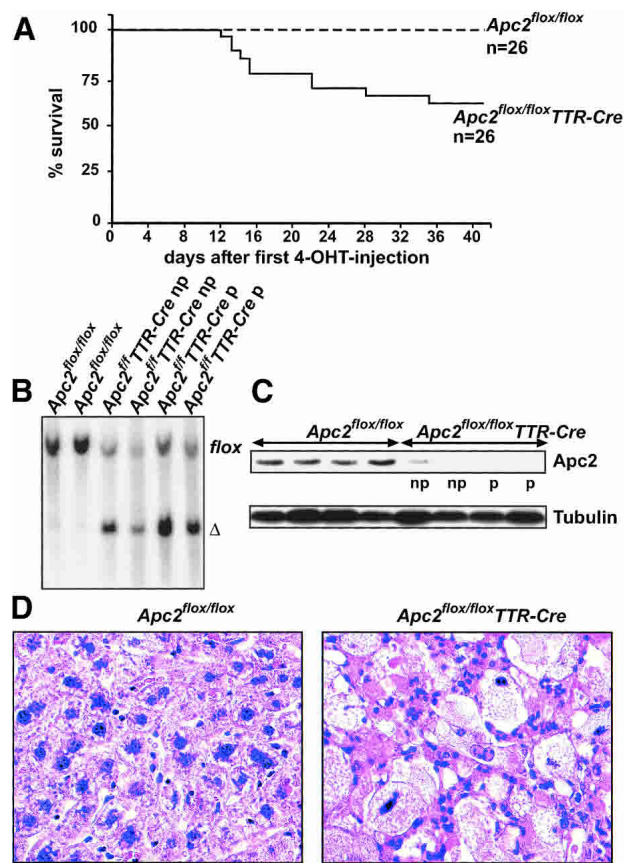 A
Apc2flox/flox
n=26
Apc2flox/floxTTR-Cre
n=26
% survival
100
75
50
25
0
0 4 8 12 16 20 24 28 32 36 40
days after first 4-OHT-injection
B
Apc2flox/flox
Apc2flox/flox
Apc2f/fTTR-Cre np
Apc2f/fTTR-Cre np
Apc2f/fTTR-Cre p
Apc2f/fTTR-Cre p
flox
Δ
C
Apc2flox/flox Apc2flox/floxTTR-Cre
Apc2
np np p p
Tubulin
D
Apc2flox/flox Apc2flox/floxTTR-Cre